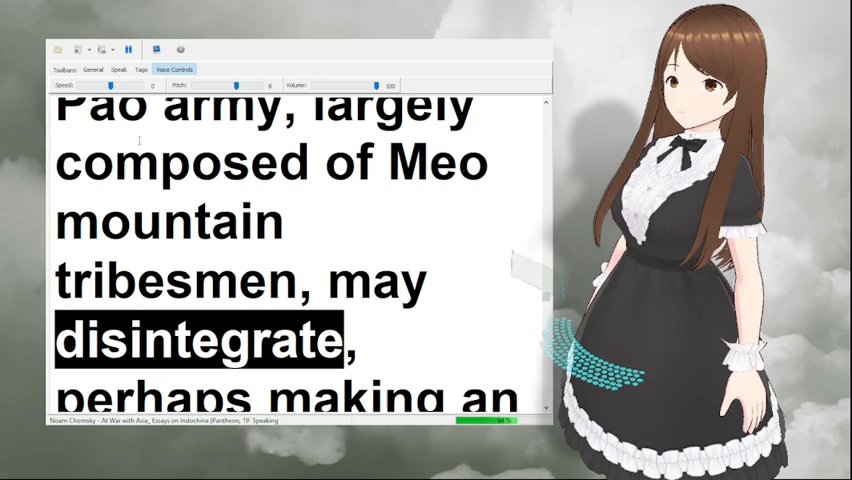 Toolbars: General Speak Tags Voice Controls
Speed: 0 Pitch: 8 Volume: 100
Pao army, largely
composed of Meo
mountain
tribesmen, may
disintegrate,
perhaps making an
Noam Chomsky - At War with Asia_ Essays on Indochina (Pantheon, 19 Speaking 64 %